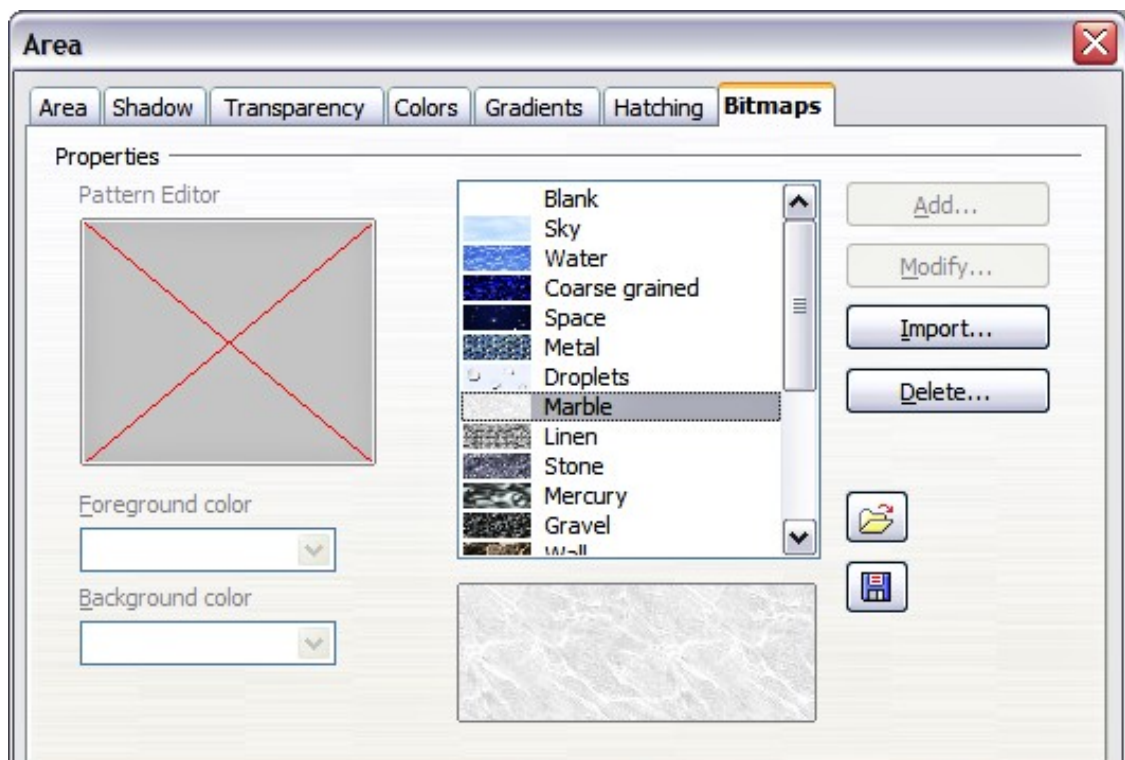 Area
Area Shadow Transparency Colors Gradients Hatching Bitmaps
Properties
Pattern Editor
Blank
Sky
Water
Coarse grained
Space
Metal
Droplets
Marble
Linen
Stone
Mercury
Gravel
Wall
Add...
Modify...
Import...
Delete...
Foreground color
Background color